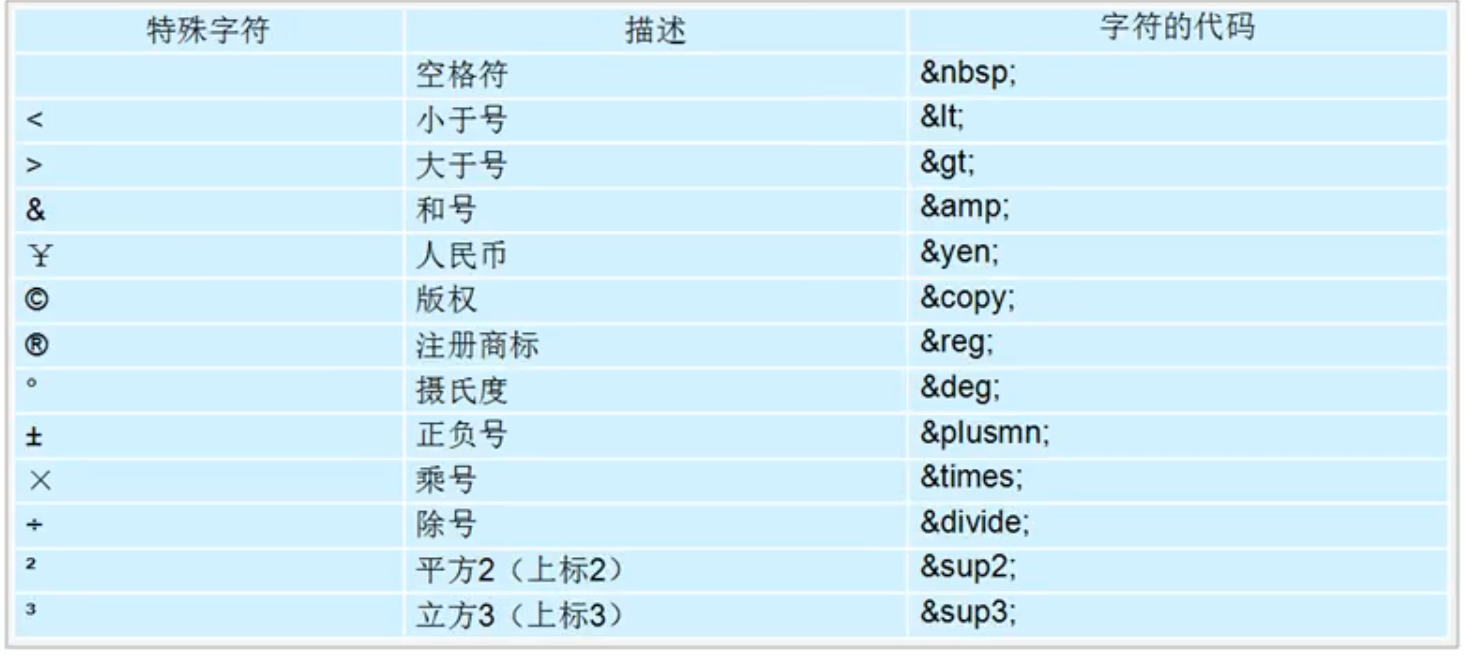 特殊字符 描述 字符的代码
空格符 &nbsp;
< 小于号 &lt;
> 大于号 &gt;
& 和号 &amp;
¥ 人民币 &yen;
© 版权 &copy;
® 注册商标 &reg;
° 摄氏度 &deg;
± 正负号 &plusmn;
× 乘号 &times;
÷ 除号 &divide;
² 平方2（上标2） &sup2;
³ 立方3（上标3） &sup3;